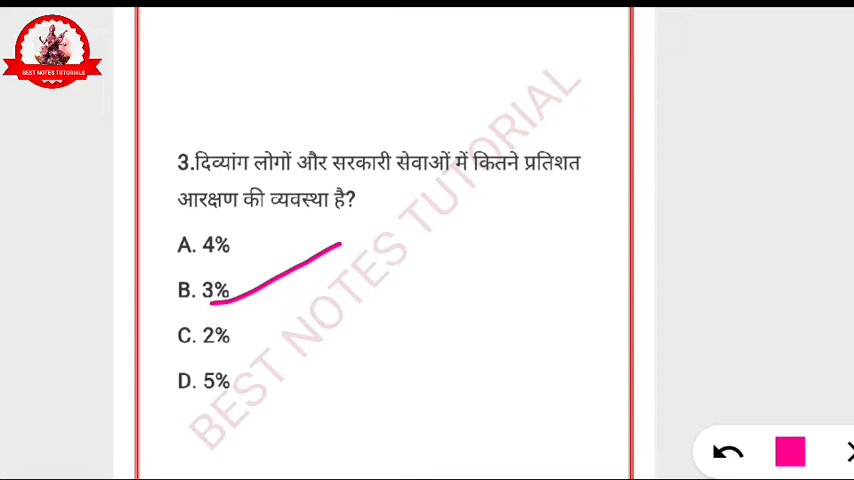 BEST NOTES TUTORIALS
3.दिव्यांग लोगों और सरकारी सेवाओं में कितने प्रतिशत
आरक्षण की व्यवस्था है?
A. 4%
B. 3%
C. 2%
D. 5%
BEST NOTES TUTORIAL